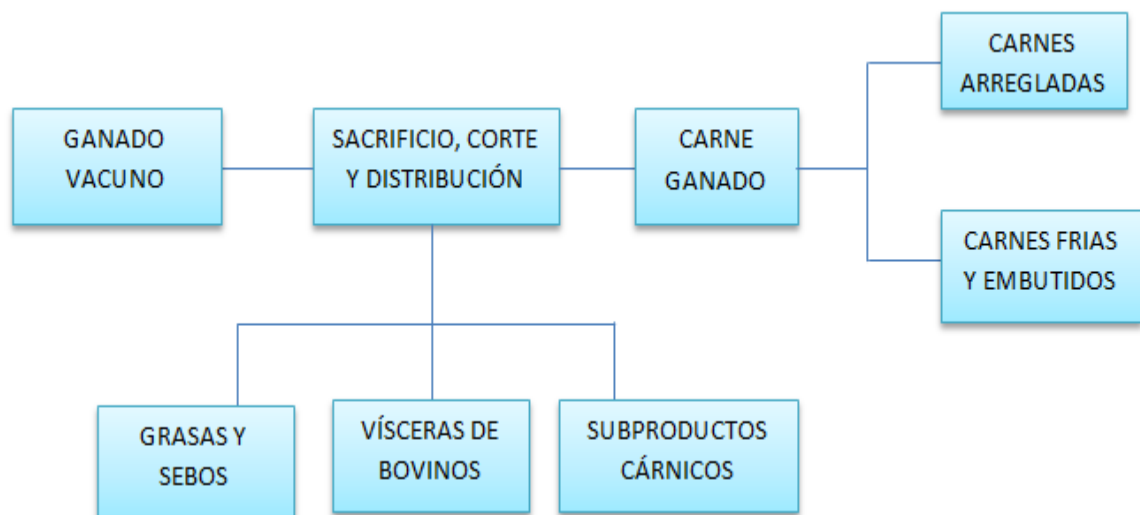 CARNES
ARREGLADAS
GANADO
VACUNO
SACRIFICIO, CORTE
Y DISTRIBUCIÓN
CARNE
GANADO
CARNES FRIAS
Y EMBUTIDOS
GRASAS Y
SEBOS
VÍSCERAS DE
BOVINOS
SUBPRODUCTOS
CÁRNICOS